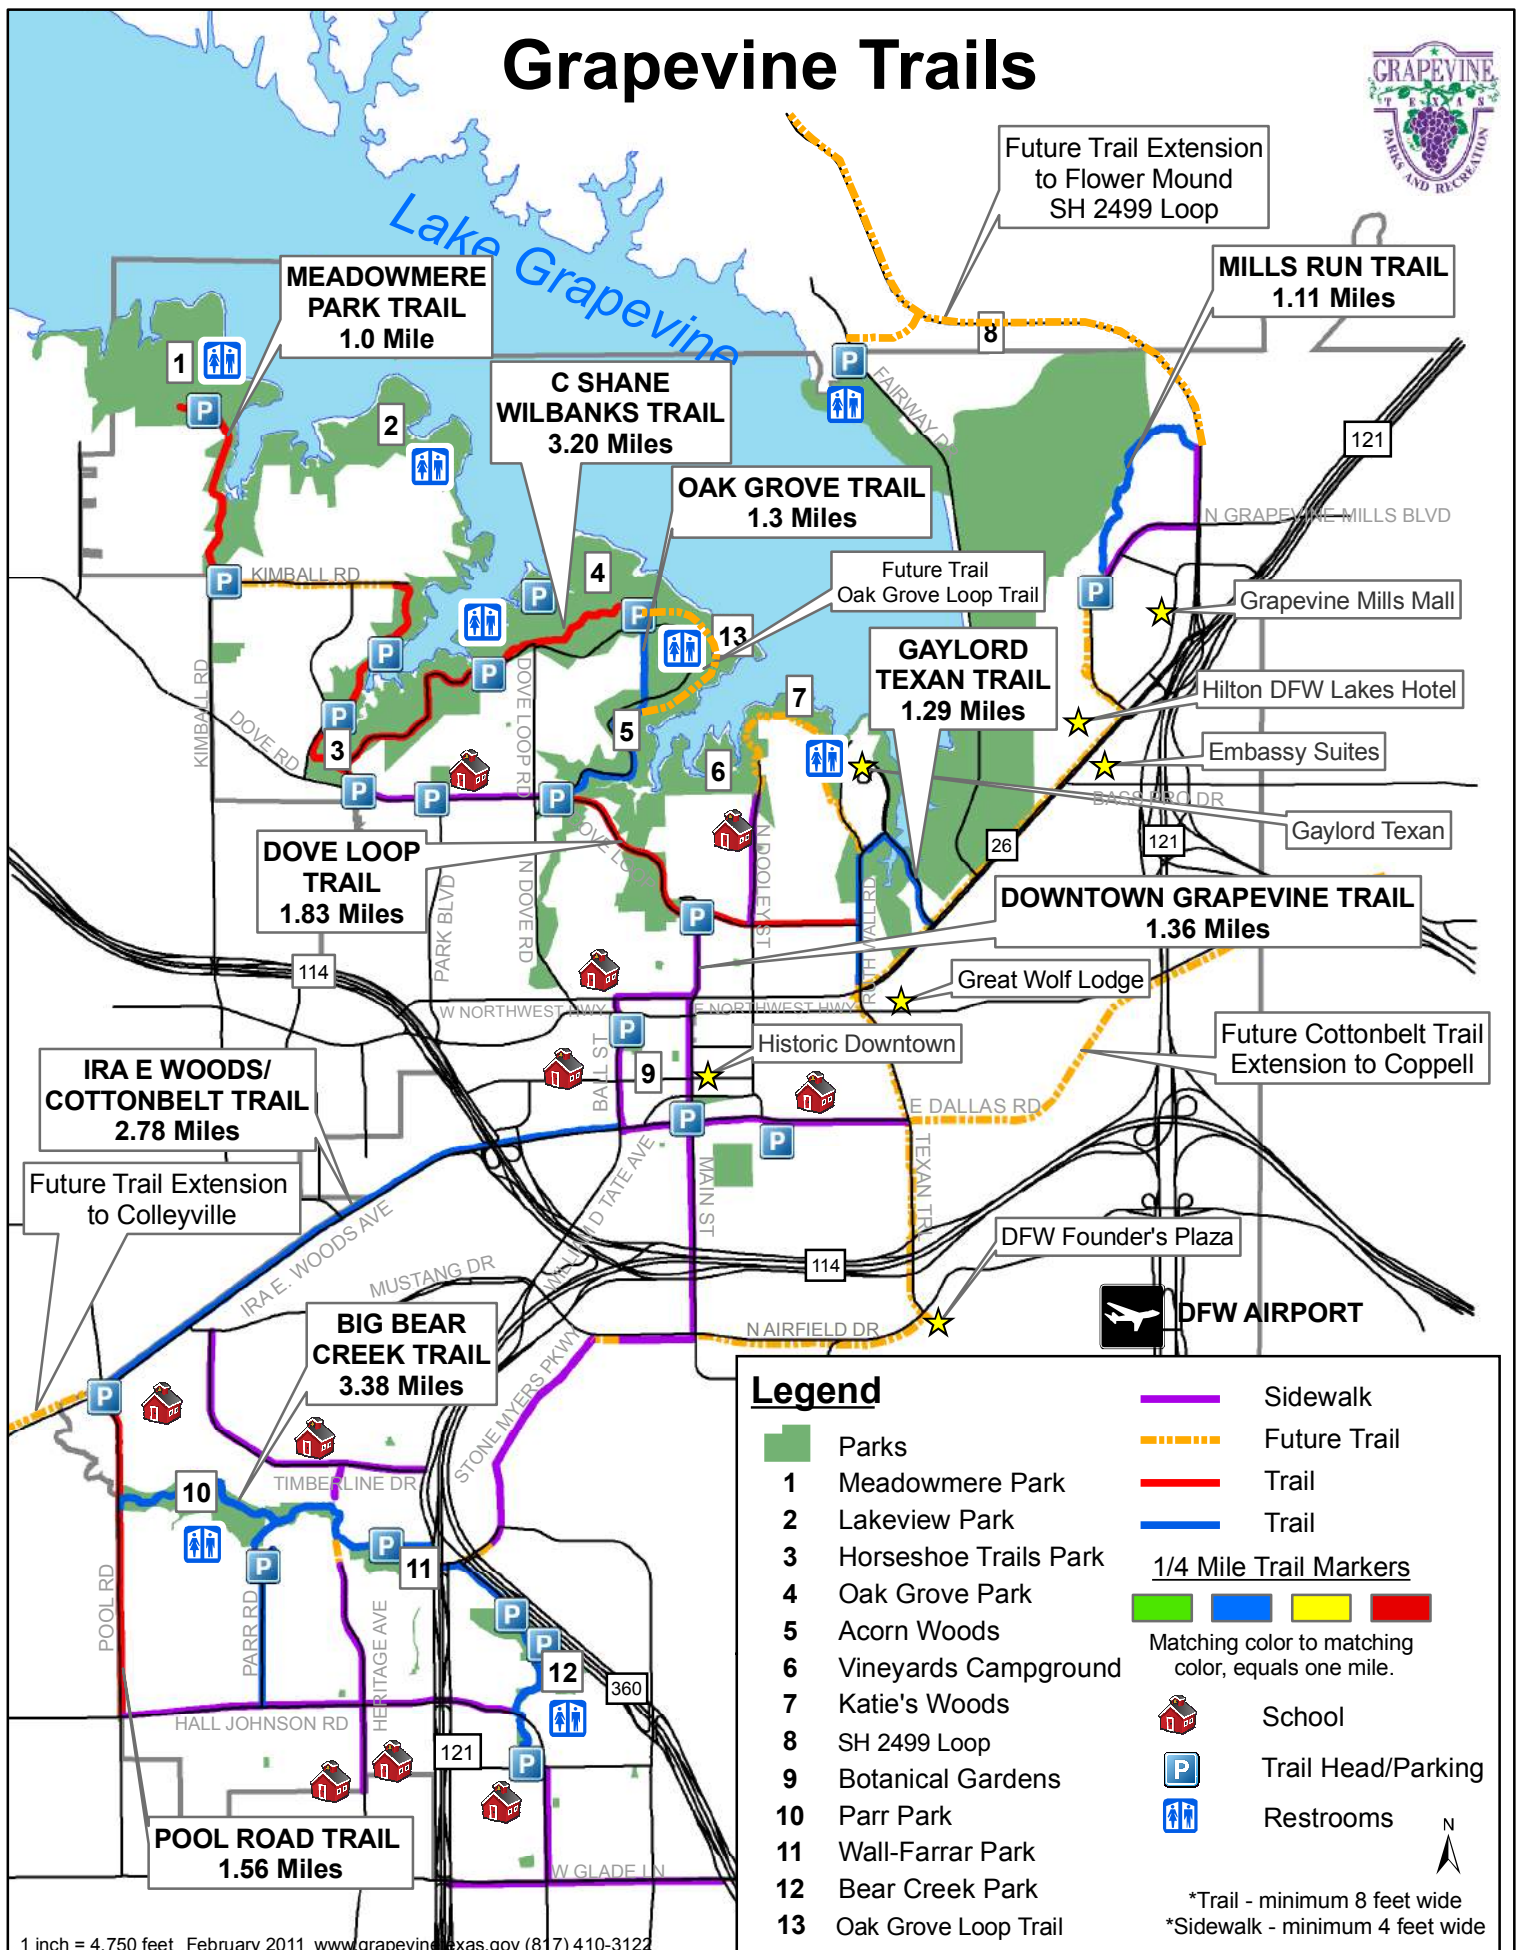 Grapevine Trails
GRAPEVINE
TEXAS
PARKS AND RECREATION
Future Trail Extension
to Flower Mound
SH 2499 Loop
Lake Grapevine
MEADOWMERE
PARK TRAIL
1.0 Mile
MILLS RUN TRAIL
1.11 Miles
1
P
8
P
FAIRWAY D
C SHANE
WILBANKS TRAIL
3.20 Miles
2
121
OAK GROVE TRAIL
1.3 Miles
N GRAPEVINE MILLS BLVD
KIMBALL RD
P
P
4
P
Future Trail
Oak Grove Loop Trail
P
Grapevine Mills Mall
P
13
P
P
GAYLORD
TEXAN TRAIL
1.29 Miles
Hilton DFW Lakes Hotel
KIMBALL RD
DOVE RD
DOVE LOOP RD
P
3
5
7
6
Embassy Suites
P
P
P
BASS PRO DR
Gaylord Texan
DOVE LOOP
TRAIL
1.83 Miles
OVE LOOP
N DOOLEY ST
26
121
PARK BLVD
N DOVE RD
P
RUTH WALL RD
DOWNTOWN GRAPEVINE TRAIL
1.36 Miles
114
Great Wolf Lodge
W NORTHWEST HWY
E NORTHWEST HWY
P
BALL ST
9
Historic Downtown
Future Cottonbelt Trail
Extension to Coppell
IRA E WOODS/
COTTONBELT TRAIL
2.78 Miles
E DALLAS RD
P
P
Future Trail Extension
to Colleyville
IRA E. WOODS AVE
WILLIAM D TATE AVE
MAIN ST
TEXAN TRL
DFW Founder's Plaza
114
MUSTANG DR
DFW AIRPORT
N AIRFIELD DR
BIG BEAR
CREEK TRAIL
3.38 Miles
STONE MYERS PKWY
P
TIMBERLINE DR
10
P
P
11
POOL RD
PARR RD
HERITAGE AVE
P
P
12
360
HALL JOHNSON RD
121
P
POOL ROAD TRAIL
1.56 Miles
W GLADE LN
Legend
Parks
1 Meadowmere Park
2 Lakeview Park
3 Horseshoe Trails Park
4 Oak Grove Park
5 Acorn Woods
6 Vineyards Campground
7 Katie's Woods
8 SH 2499 Loop
9 Botanical Gardens
10 Parr Park
11 Wall-Farrar Park
12 Bear Creek Park
13 Oak Grove Loop Trail
Sidewalk
Future Trail
Trail
Trail
1/4 Mile Trail Markers
Matching color to matching
color, equals one mile.
School
P Trail Head/Parking
Restrooms
N
*Trail - minimum 8 feet wide
*Sidewalk - minimum 4 feet wide
1 inch = 4,750 feet February 2011 www.grapevinetexas.gov (817) 410-3122